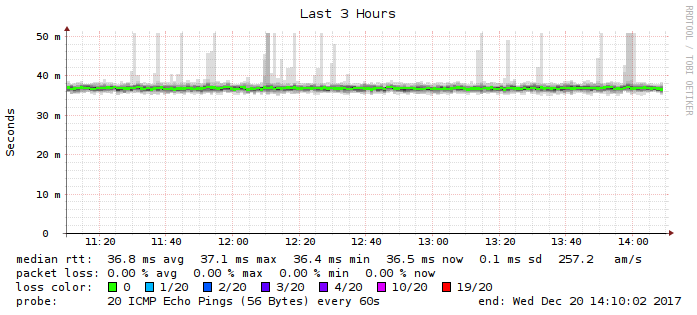 Last 3 Hours
RRDTOOL / TOBI OETIKER
Seconds
50 m
40 m
30 m
20 m
10 m
0
11:20 11:40 12:00 12:20 12:40 13:00 13:20 13:40 14:00
median rtt: 36.8 ms avg 37.1 ms max 36.4 ms min 36.5 ms now 0.1 ms sd 257.2 am/s
packet loss: 0.00 % avg 0.00 % max 0.00 % min 0.00 % now
loss color: 0 1/20 2/20 3/20 4/20 10/20 19/20
probe: 20 ICMP Echo Pings (56 Bytes) every 60s end: Wed Dec 20 14:10:02 2017